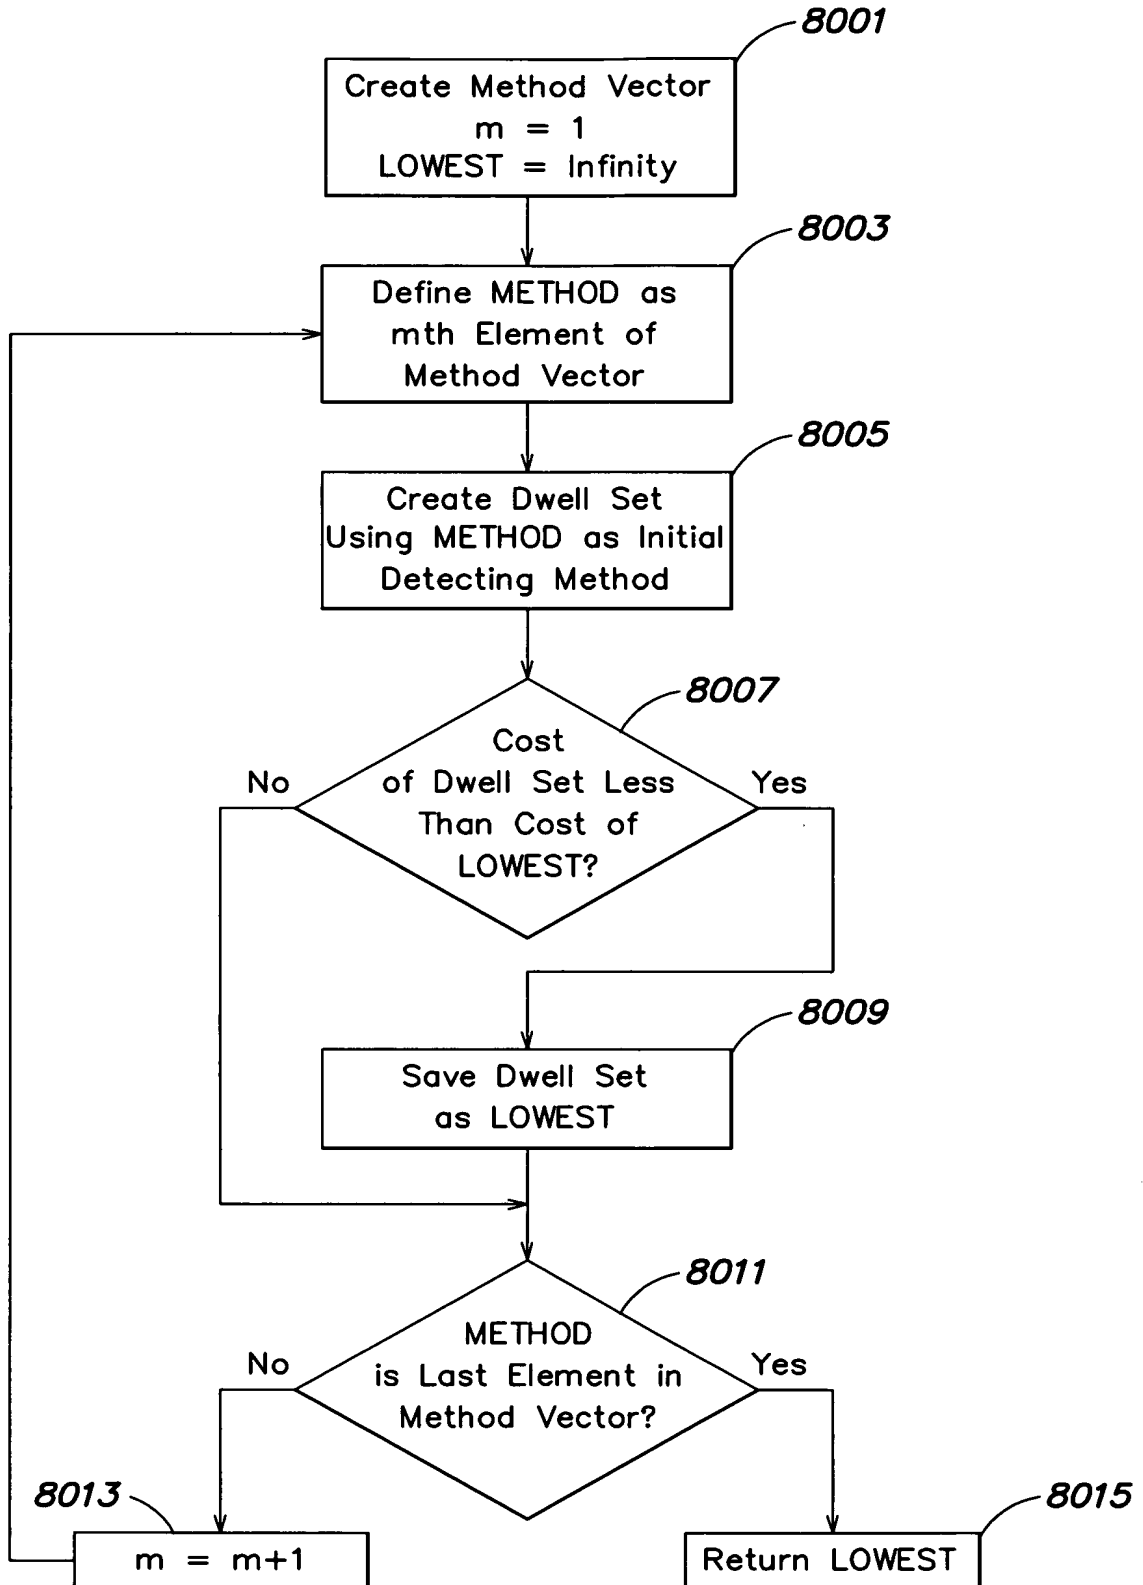 8001
Create Method Vector
m = 1
LOWEST = Infinity
8003
Define METHOD as
mth Element of
Method Vector
8005
Create Dwell Set
Using METHOD as Initial
Detecting Method
8007
Cost
of Dwell Set Less
Than Cost of
LOWEST?
No
Yes
8009
Save Dwell Set
as LOWEST
8011
METHOD
is Last Element in
Method Vector?
No
Yes
8013
m = m+1
8015
Return LOWEST